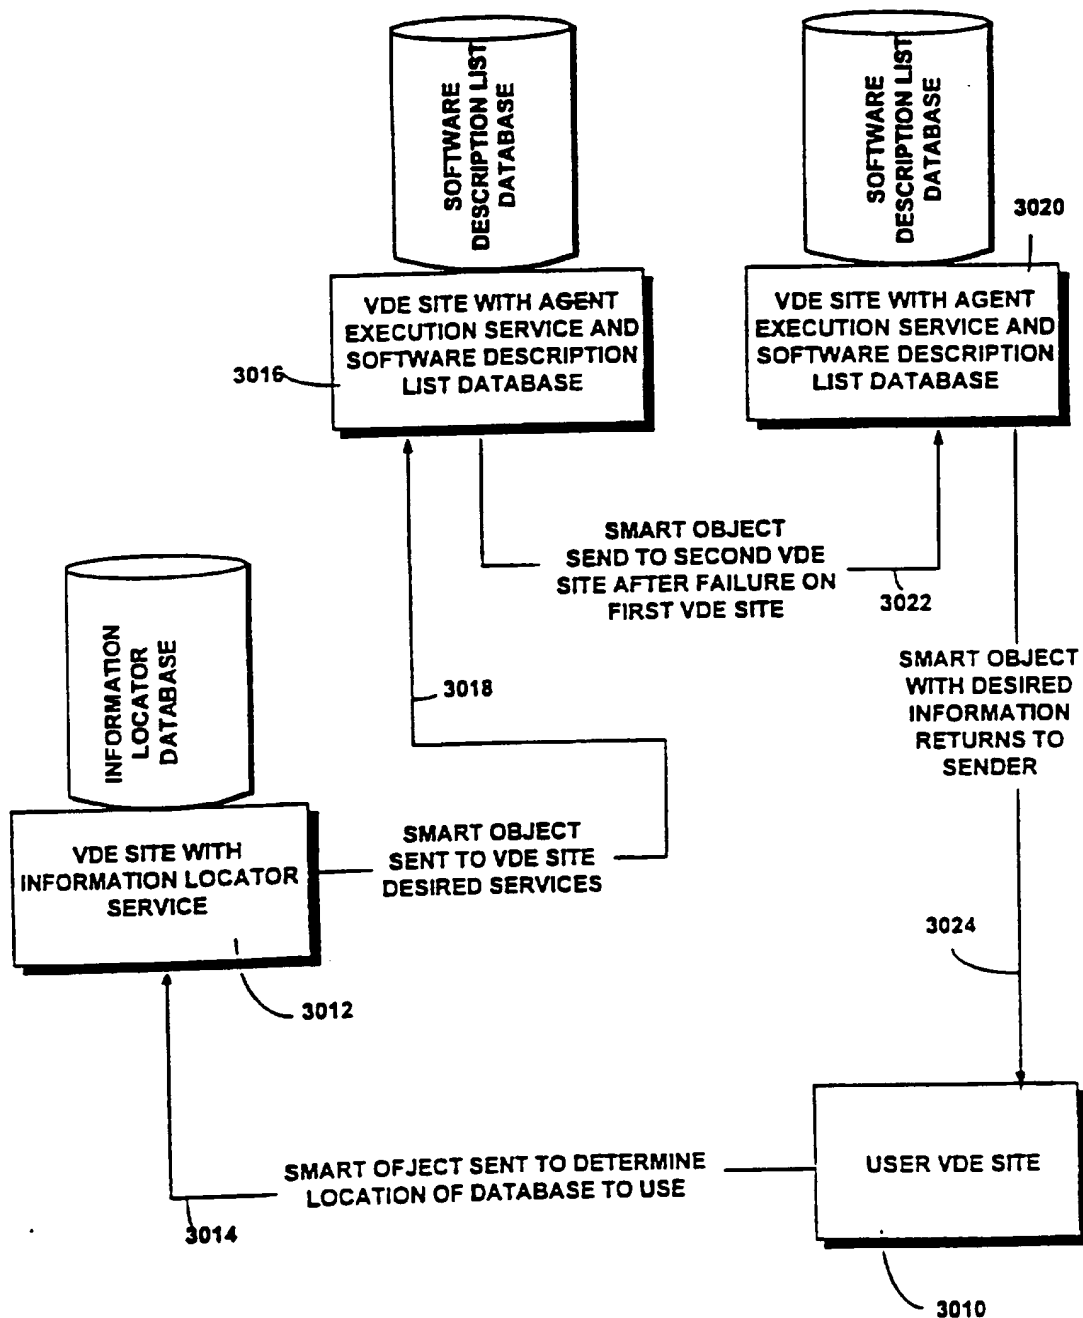 SOFTWARE
DESCRIPTION LIST
DATABASE
SOFTWARE
DESCRIPTION LIST
DATABASE
3020
VDE SITE WITH AGENT
EXECUTION SERVICE AND
SOFTWARE DESCRIPTION
LIST DATABASE
VDE SITE WITH AGENT
EXECUTION SERVICE AND
SOFTWARE DESCRIPTION
LIST DATABASE
3016
SMART OBJECT
SEND TO SECOND VDE
SITE AFTER FAILURE ON
FIRST VDE SITE
3022
INFORMATION
LOCATOR
DATABASE
3018
SMART OBJECT
WITH DESIRED
INFORMATION
RETURNS TO
SENDER
VDE SITE WITH
INFORMATION LOCATOR
SERVICE
SMART OBJECT
SENT TO VDE SITE
DESIRED SERVICES
3024
3012
SMART OFJECT SENT TO DETERMINE
LOCATION OF DATABASE TO USE
USER VDE SITE
3014
3010